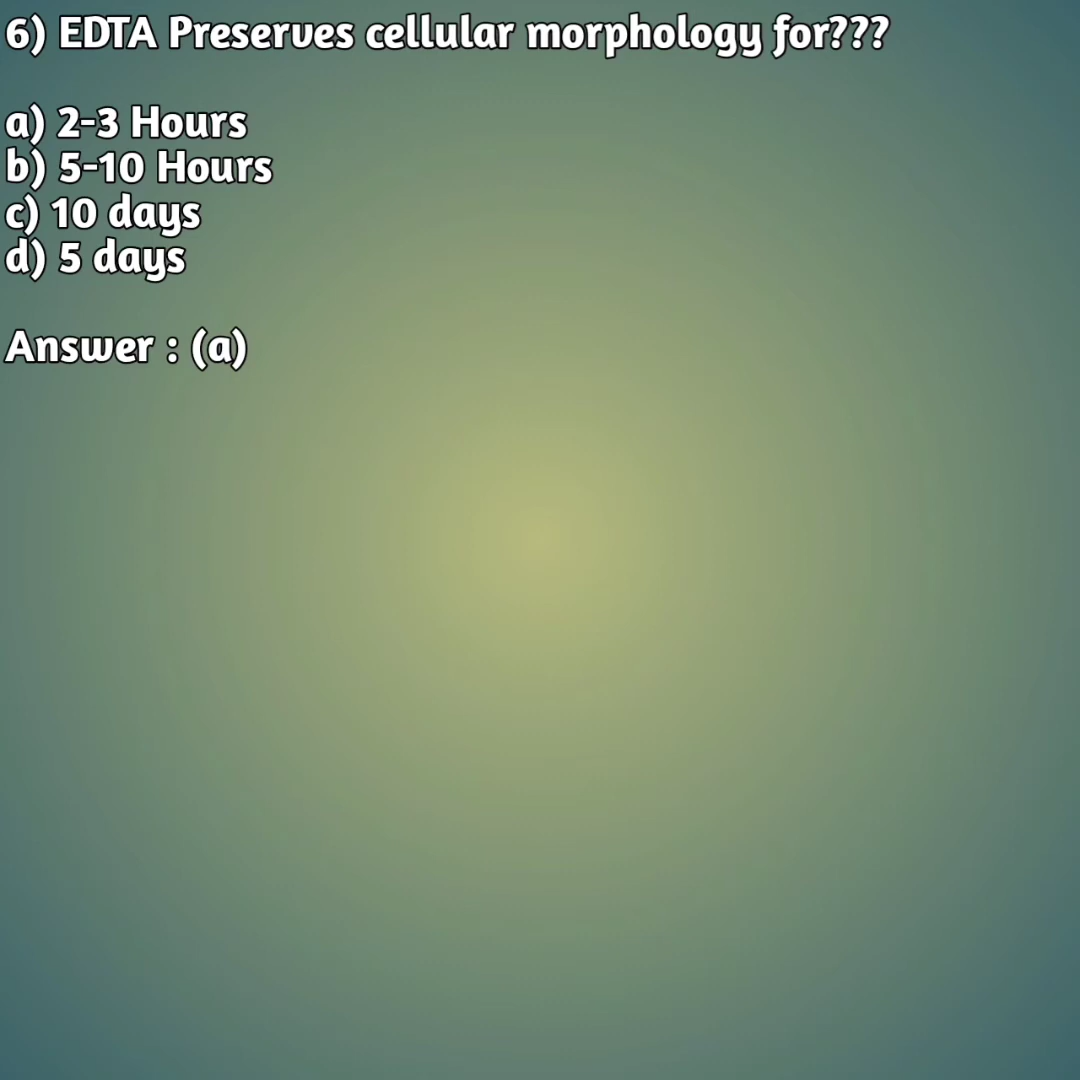 6) EDTA Preserves cellular morphology for???
a) 2-3 Hours
b) 5-10 Hours
c) 10 days
d) 5 days
Answer : (a)